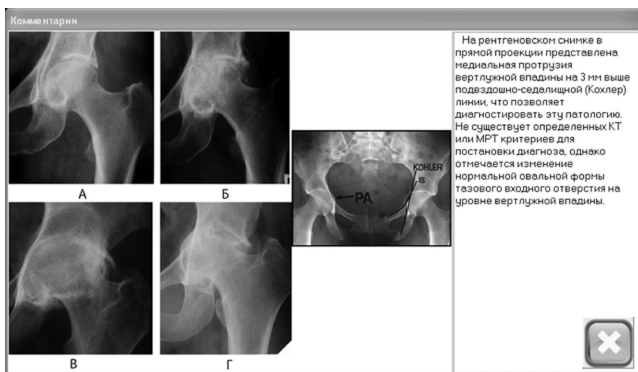 Комментарии
А
Б
В
Г
KOHLER
IS
PA
На рентгеновском снимке в
прямой проекции представлена
медиальная протрузия
вертлужной впадины на 3 мм выше
подвздошно-седалищной (Кохлер)
линии, что позволяет
диагностировать эту патологию.
Не существует определенных КТ
или МРТ критериев для
постановки диагноза, однако
отмечается изменение
нормальной овальной формы
тазового входного отверстия на
уровне вертлужной впадины.